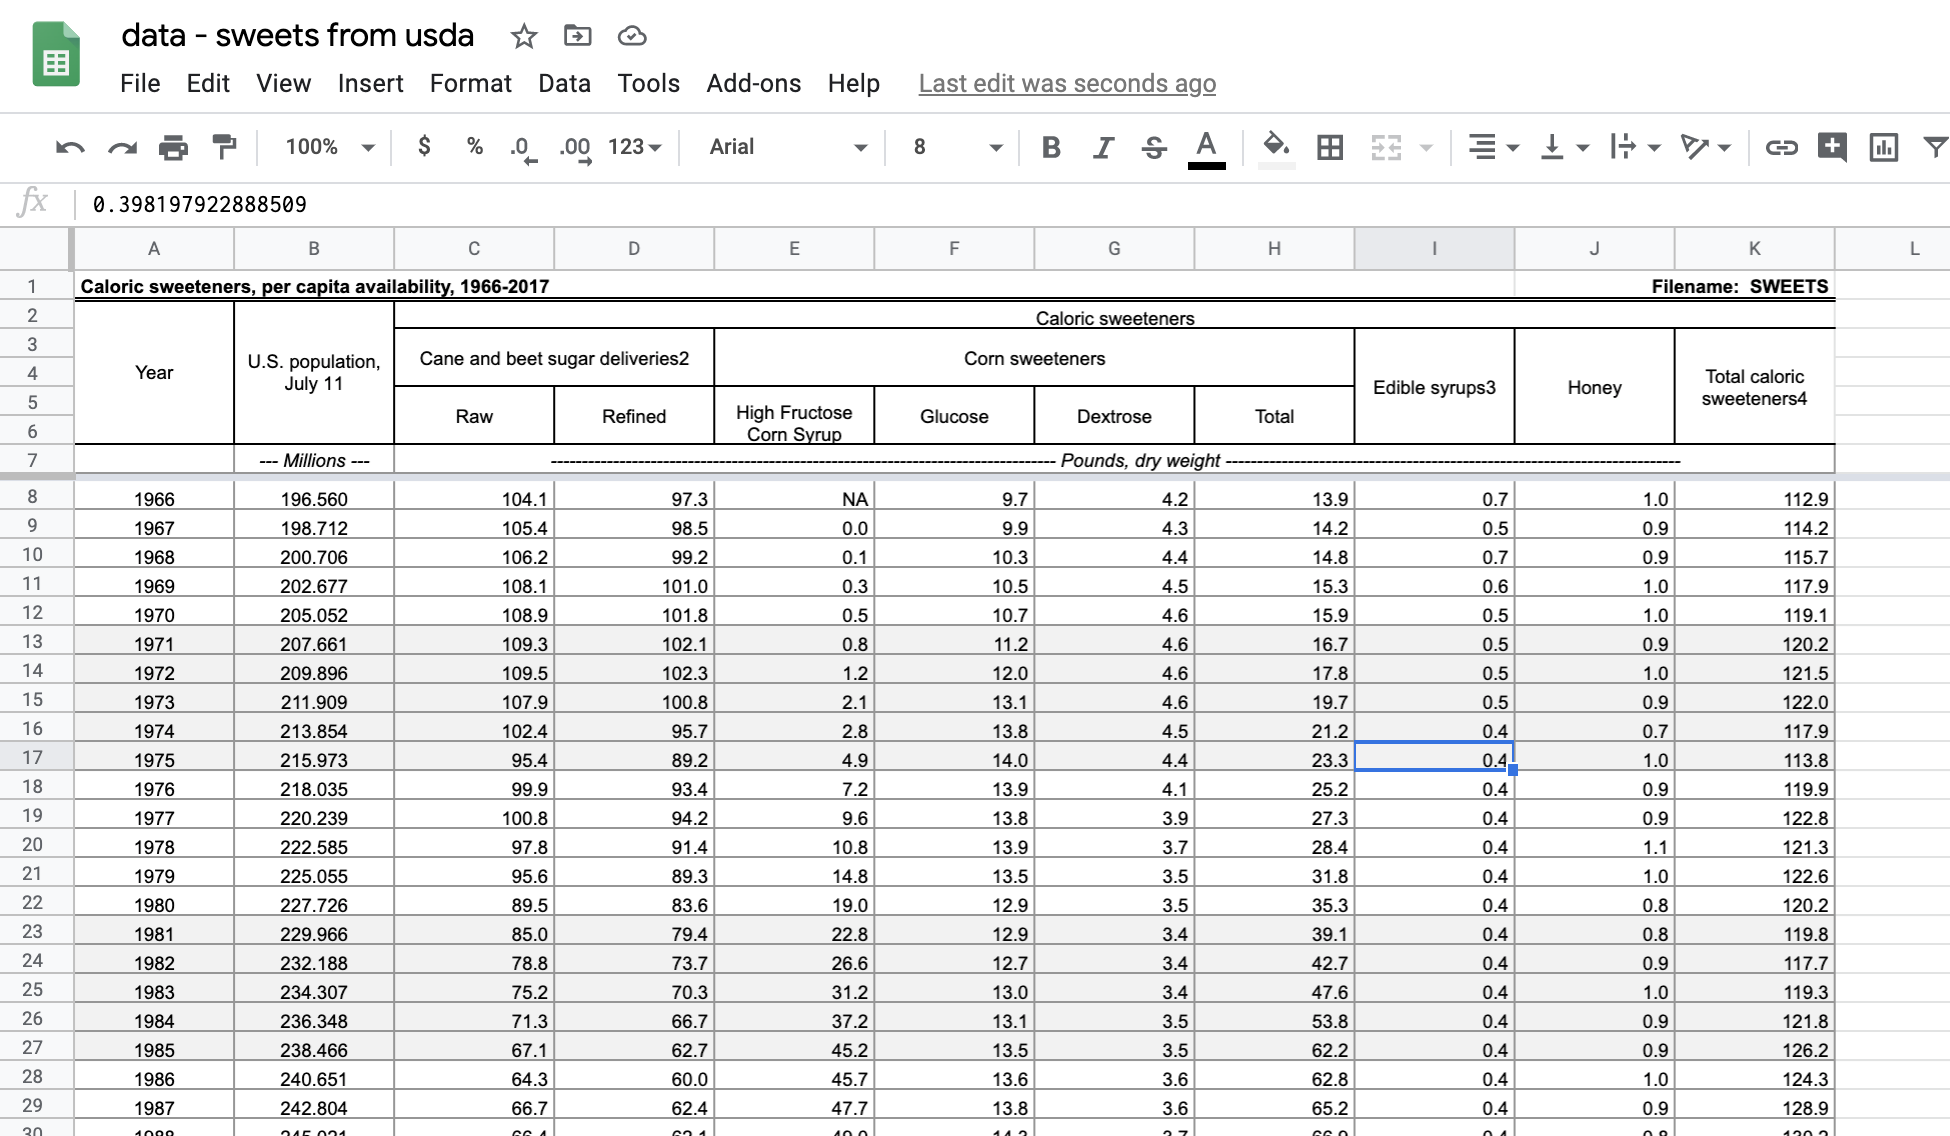 data - sweets from usda
File Edit View Insert Format Data Tools Add-ons Help Last edit was seconds ago
100% $ % .0 .00 123 Arial 8 B I S A
fx 0.398197922888509
A B C D E F G H I J K L
1 Caloric sweeteners, per capita availability, 1966-2017 Filename: SWEETS
2 Caloric sweeteners
3 Cane and beet sugar deliveries2 Corn sweeteners
4 Year U.S. population, July 11 Edible syrups3 Honey Total caloric sweeteners4
5 Raw Refined High Fructose Corn Syrup Glucose Dextrose Total
6
7 --- Millions --- Pounds, dry weight
8 1966 196.560 104.1 97.3 NA 9.7 4.2 13.9 0.7 1.0 112.9
9 1967 198.712 105.4 98.5 0.0 9.9 4.3 14.2 0.5 0.9 114.2
10 1968 200.706 106.2 99.2 0.1 10.3 4.4 14.8 0.7 0.9 115.7
11 1969 202.677 108.1 101.0 0.3 10.5 4.5 15.3 0.6 1.0 117.9
12 1970 205.052 108.9 101.8 0.5 10.7 4.6 15.9 0.5 1.0 119.1
13 1971 207.661 109.3 102.1 0.8 11.2 4.6 16.7 0.5 0.9 120.2
14 1972 209.896 109.5 102.3 1.2 12.0 4.6 17.8 0.5 1.0 121.5
15 1973 211.909 107.9 100.8 2.1 13.1 4.6 19.7 0.5 0.9 122.0
16 1974 213.854 102.4 95.7 2.8 13.8 4.5 21.2 0.4 0.7 117.9
17 1975 215.973 95.4 89.2 4.9 14.0 4.4 23.3 0.4 1.0 113.8
18 1976 218.035 99.9 93.4 7.2 13.9 4.1 25.2 0.4 0.9 119.9
19 1977 220.239 100.8 94.2 9.6 13.8 3.9 27.3 0.4 0.9 122.8
20 1978 222.585 97.8 91.4 10.8 13.9 3.7 28.4 0.4 1.1 121.3
21 1979 225.055 95.6 89.3 14.8 13.5 3.5 31.8 0.4 1.0 122.6
22 1980 227.726 89.5 83.6 19.0 12.9 3.5 35.3 0.4 0.8 120.2
23 1981 229.966 85.0 79.4 22.8 12.9 3.4 39.1 0.4 0.8 119.8
24 1982 232.188 78.8 73.7 26.6 12.7 3.4 42.7 0.4 0.9 117.7
25 1983 234.307 75.2 70.3 31.2 13.0 3.4 47.6 0.4 1.0 119.3
26 1984 236.348 71.3 66.7 37.2 13.1 3.5 53.8 0.4 0.9 121.8
27 1985 238.466 67.1 62.7 45.2 13.5 3.5 62.2 0.4 0.9 126.2
28 1986 240.651 64.3 60.0 45.7 13.6 3.6 62.8 0.4 1.0 124.3
29 1987 242.804 66.7 62.4 47.7 13.8 3.6 65.2 0.4 0.9 128.9
30